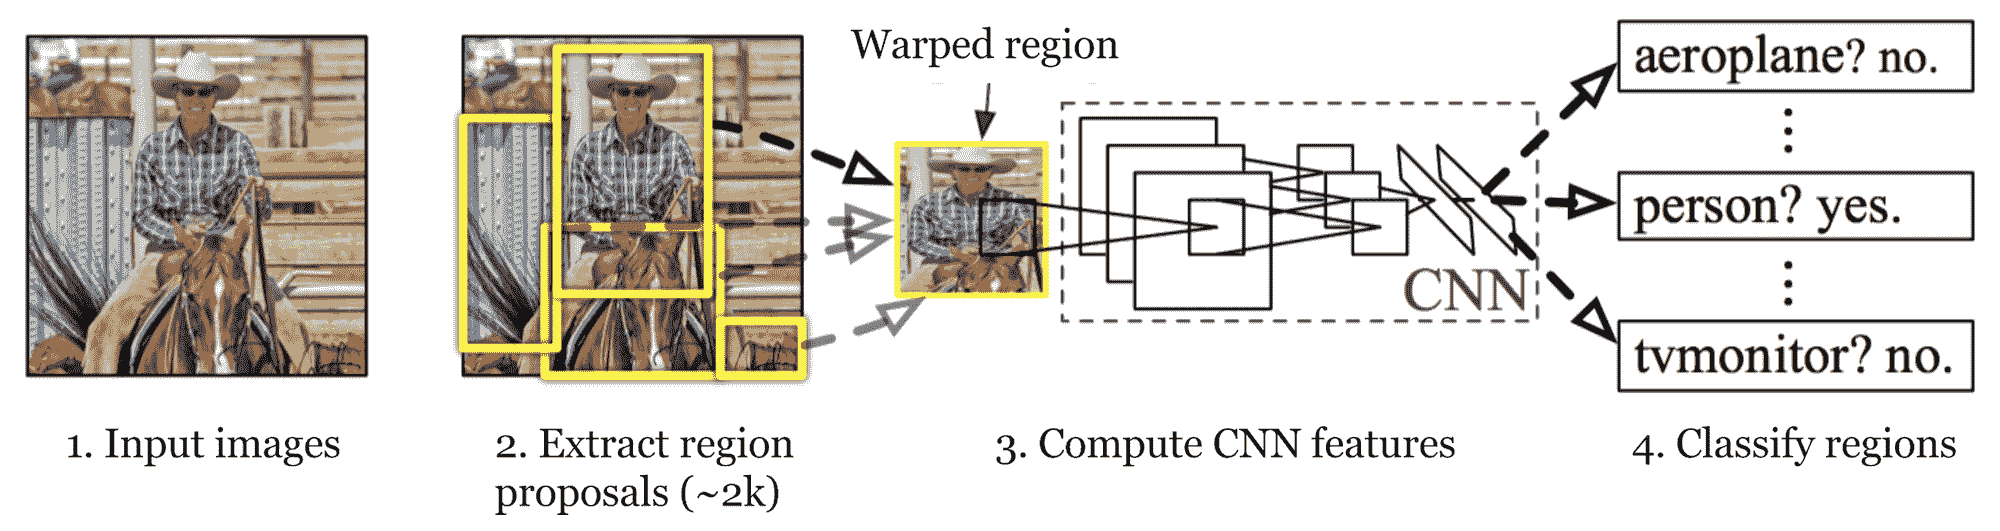 Warped region
aeroplane? no.
person? yes.
CNN
tvmonitor? no.
1. Input images
2. Extract region
proposals (~2k)
3. Compute CNN features
4. Classify regions